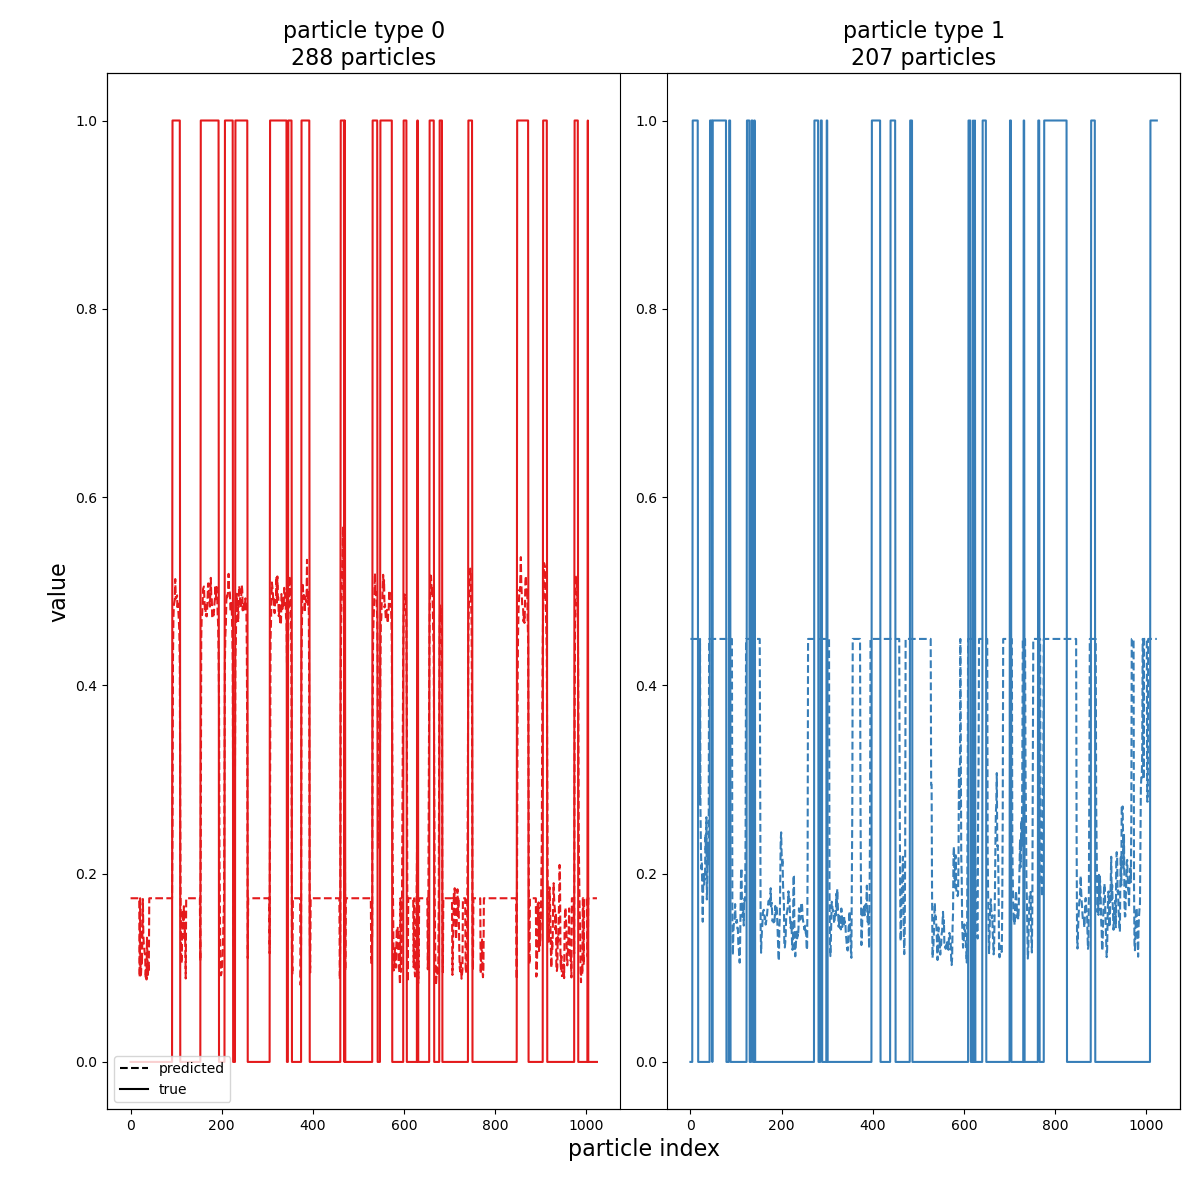 particle type 0
288 particles
particle type 1
207 particles
1.0
0.8
0.6
0.4
0.2
0.0
value
1.0
0.8
0.6
0.4
0.2
0.0
predicted
true
0 200 400 600 800 1000
0 200 400 600 800 1000
particle index